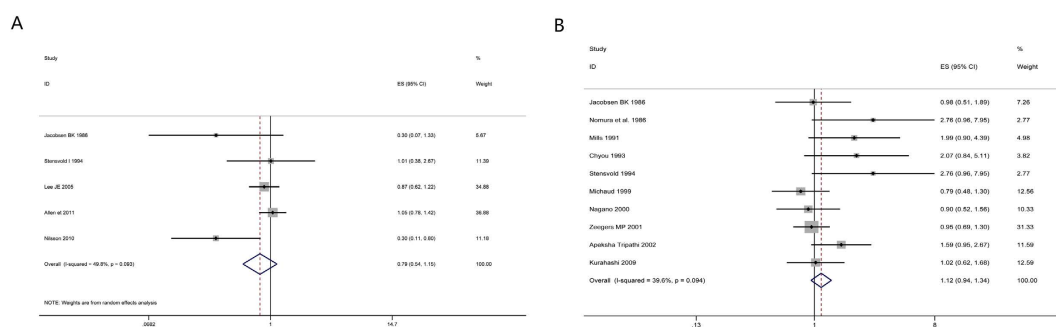 A
Study
%
ID
ES (95% CI)
Weight
Jacobsen BK 1986
0.30 (0.07, 1.33)
5.67
Stensvold I 1994
1.01 (0.38, 2.67)
11.39
Lee JE 2005
0.87 (0.62, 1.22)
34.88
Allen et 2011
1.05 (0.78, 1.42)
36.88
Nilsson 2010
0.30 (0.11, 0.80)
11.18
Overall (I-squared = 49.8%, p = 0.093)
0.79 (0.54, 1.15)
100.00
NOTE: Weights are from random effects analysis
.0682
1
14.7
B
Study
%
ID
ES (95% CI)
Weight
Jacobsen BK 1986
0.98 (0.51, 1.89)
7.26
Nomura et al. 1986
2.76 (0.96, 7.95)
2.77
Mills 1991
1.99 (0.90, 4.39)
4.98
Chyou 1993
2.07 (0.84, 5.11)
3.82
Stensvold 1994
2.76 (0.96, 7.95)
2.77
Michaud 1999
0.79 (0.48, 1.30)
12.56
Nagano 2000
0.90 (0.52, 1.56)
10.33
Zeegers MP 2001
0.95 (0.69, 1.30)
31.33
Apeksha Tripathi 2002
1.59 (0.95, 2.67)
11.59
Kurahashi 2009
1.02 (0.62, 1.68)
12.59
Overall (I-squared = 39.6%, p = 0.094)
1.12 (0.94, 1.34)
100.00
.13
1
8